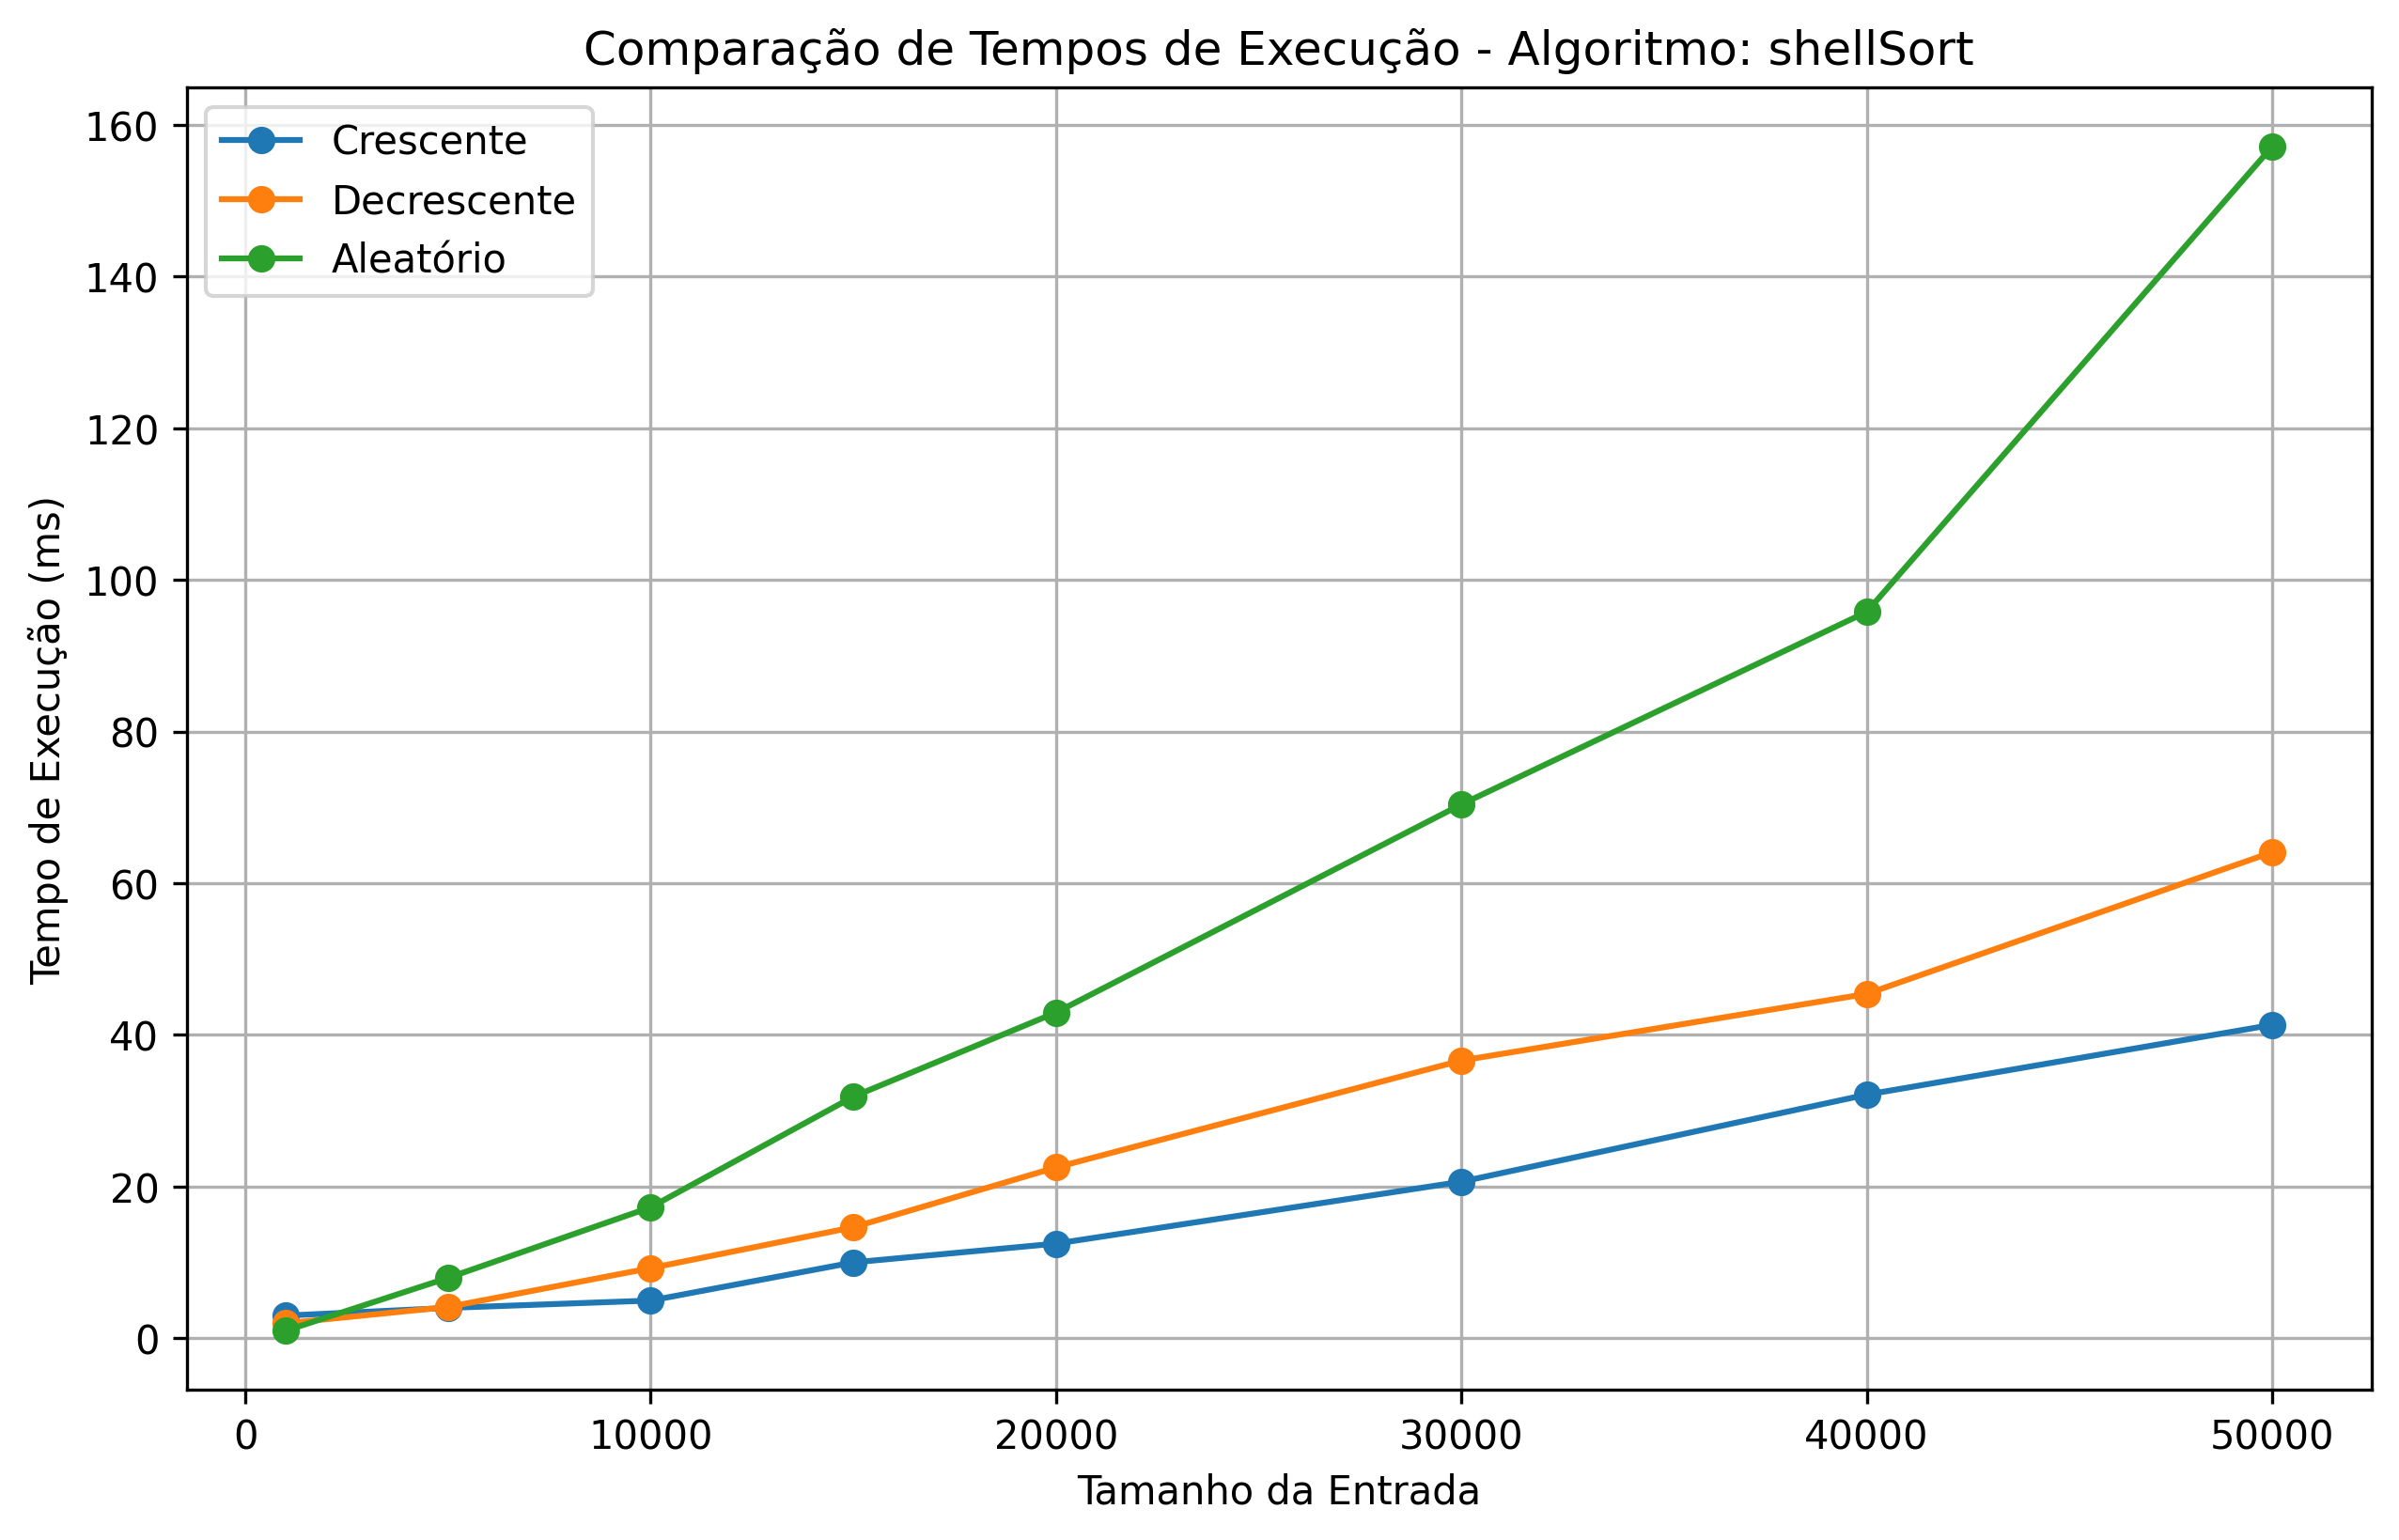 Comparação de Tempos de Execução - Algoritmo: shellSort
Crescente
Decrescente
Aleatório
Tempo de Execução (ms)
160
140
120
100
80
60
40
20
0
0 10000 20000 30000 40000 50000
Tamanho da Entrada